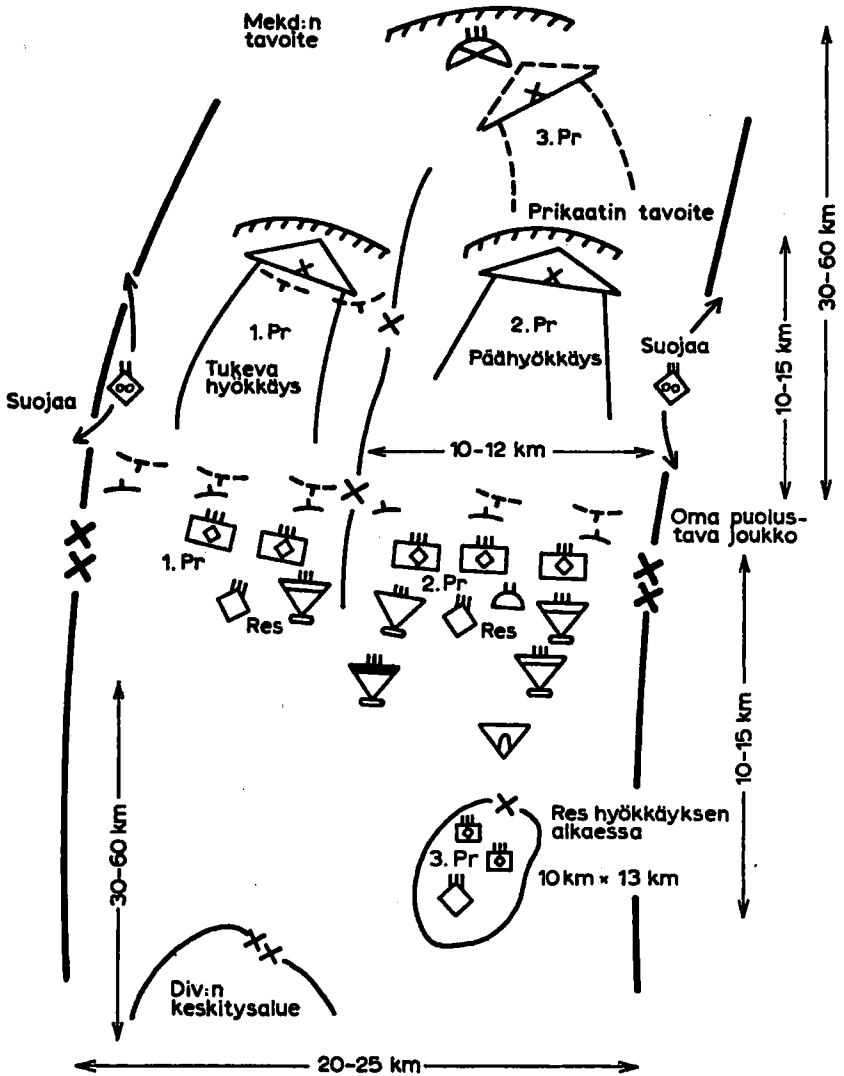 Mekd:n
tavoite
3. Pr
Prikaatin tavoite
30-60 km
1. Pr
2. Pr
Tukeva
hyökkäys
Päähyökkäys
Suojaa
Suojaa
10-15 km
10-12 km
Oma puolus-
tava joukko
1. Pr
2. Pr
Res
Res
10-15 km
Res hyökkäyksen
alkaessa
3. Pr
10 km × 13 km
30-60 km
Div:n
keskitysalue
20-25 km